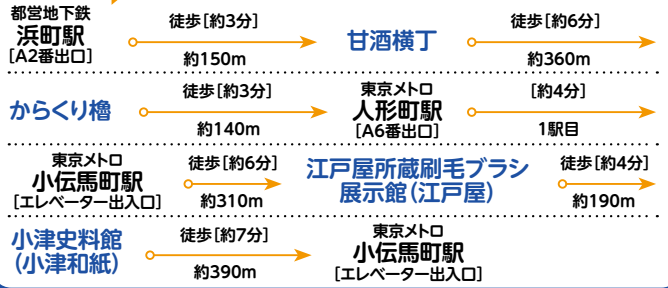 都営地下鉄
浜町駅
[A2番出口]
徒歩[約3分]
約150m
甘酒横丁
徒歩[約6分]
約360m
からくり櫓
徒歩[約3分]
約140m
東京メトロ
人形町駅
[A6番出口]
[約4分]
1駅目
東京メトロ
小伝馬町駅
[エレベーター出入口]
徒歩[約6分]
約310m
江戸屋所蔵刷毛ブラシ
展示館(江戸屋)
徒歩[約4分]
約190m
小津史料館
(小津和紙)
徒歩[約7分]
約390m
東京メトロ
小伝馬町駅
[エレベーター出入口]